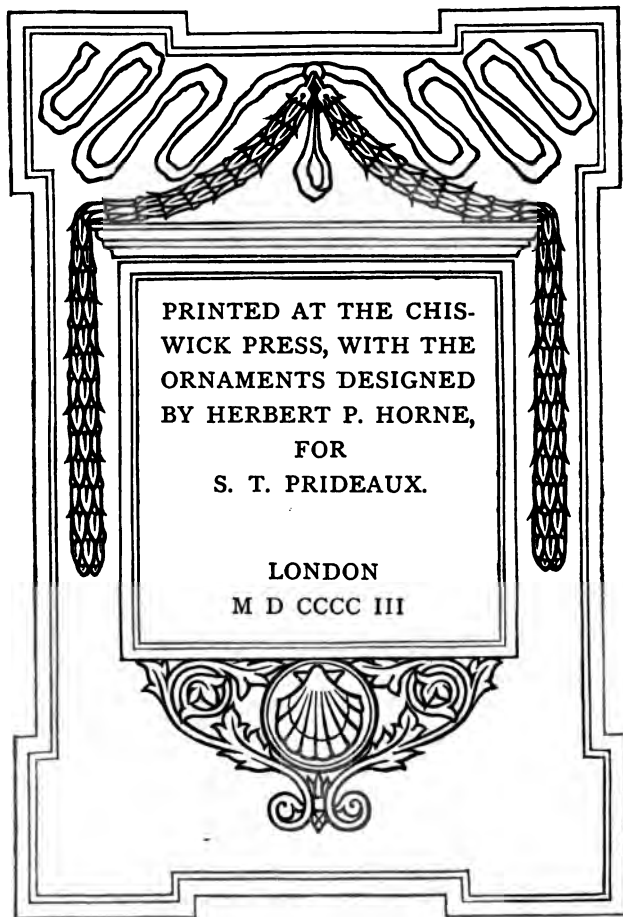 PRINTED AT THE CHIS-
WICK PRESS, WITH THE
ORNAMENTS DESIGNED
BY HERBERT P. HORNE,
FOR
S. T. PRIDEAUX.
LONDON
M D CCCC III